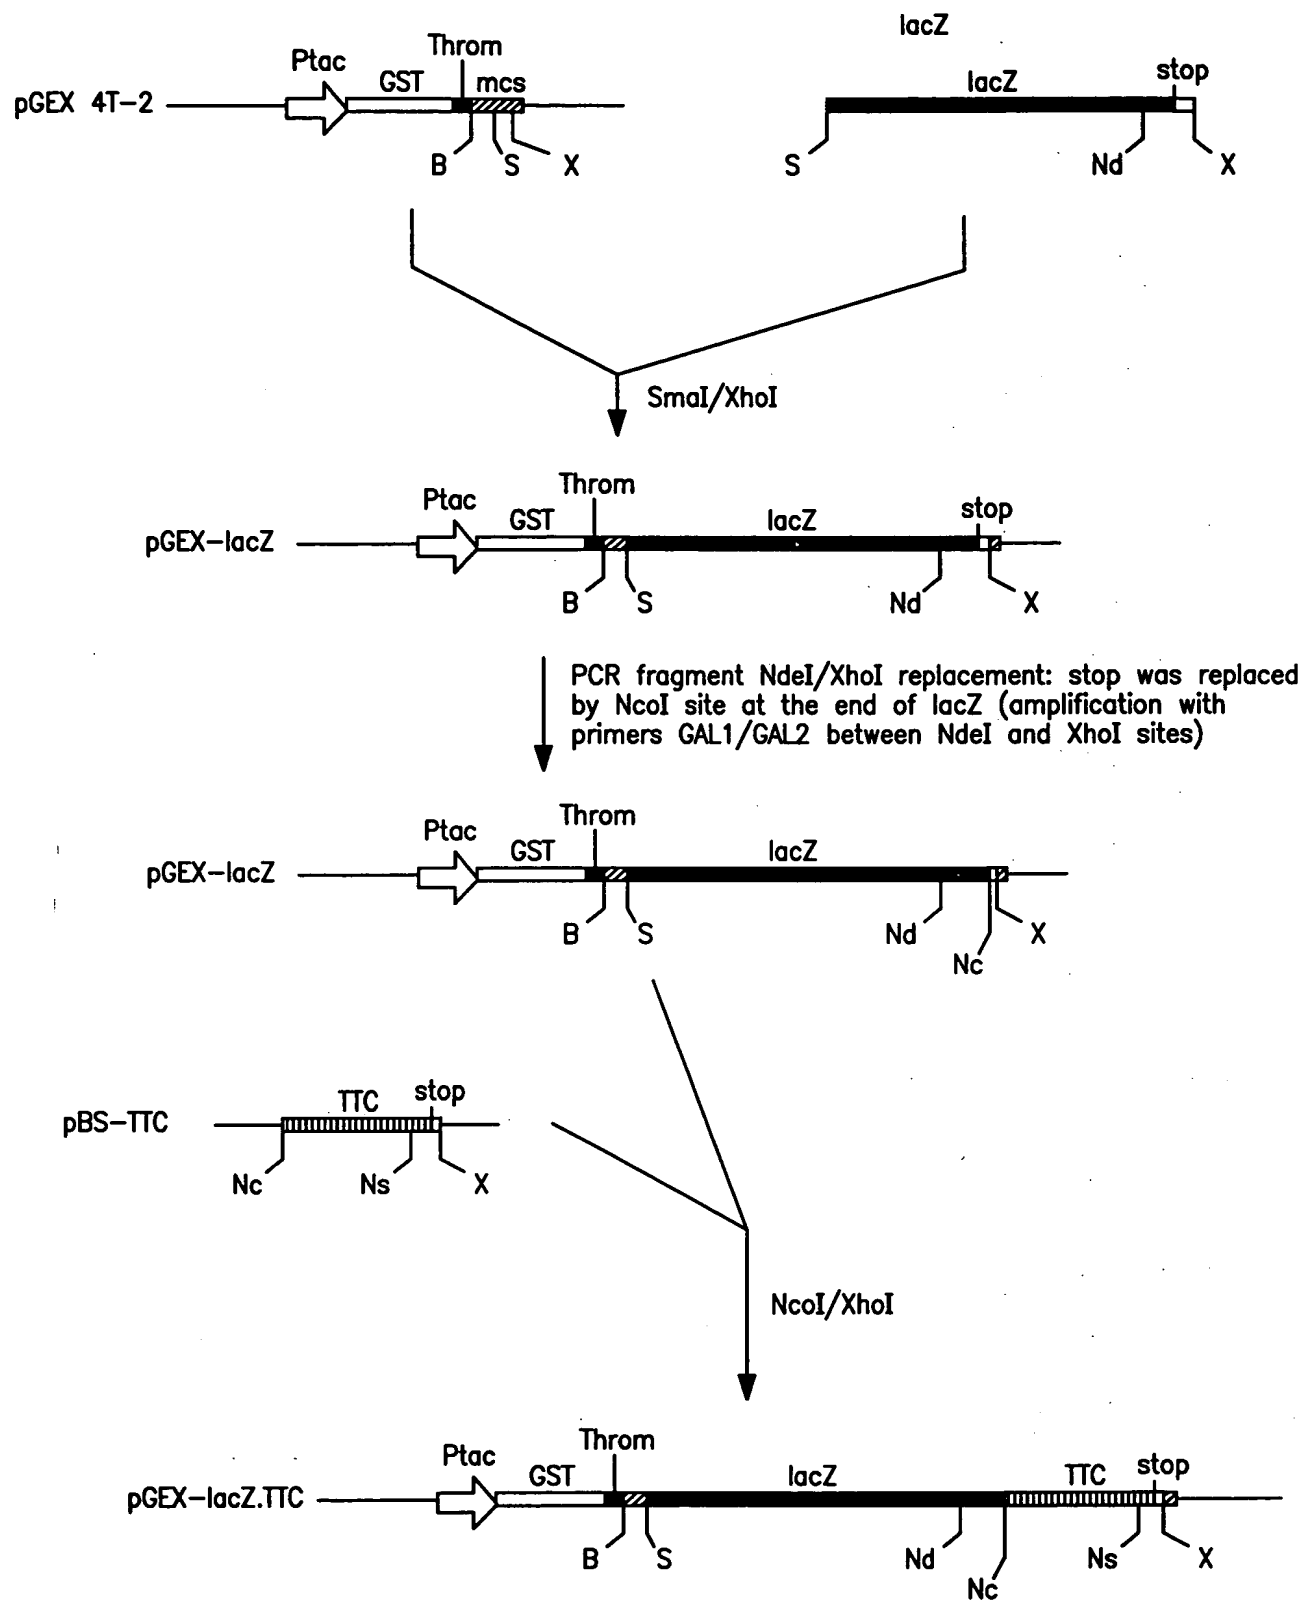 lacZ
Throm
Ptac
GST
mcs
lacZ
stop
pGEX 4T-2
B
S
X
S
Nd
X
SmaI/XhoI
Throm
Ptac
GST
lacZ
stop
pGEX-lacZ
B
S
Nd
X
PCR fragment NdeI/XhoI replacement: stop was replaced
by NcoI site at the end of lacZ (amplification with
primers GAL1/GAL2 between NdeI and XhoI sites)
Throm
Ptac
GST
lacZ
pGEX-lacZ
B
S
Nd
X
Nc
TTC
stop
pBS-TTC
Nc
Ns
X
NcoI/XhoI
Throm
Ptac
GST
lacZ
TTC
stop
pGEX-lacZ.TTC
B
S
Nd
Ns
X
Nc